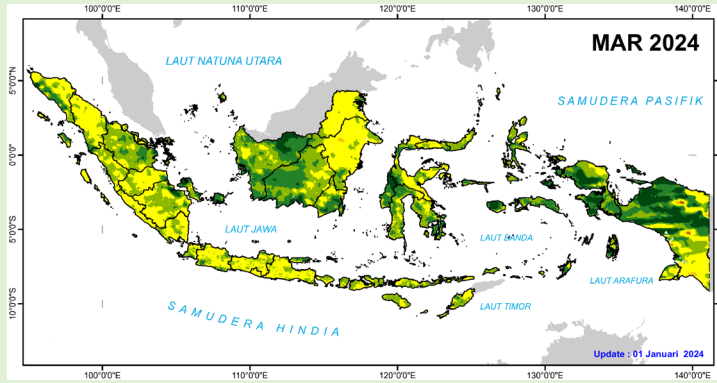 100°0'0"E 110°0'0"E 120°0'0"E 130°0'0"E 140°0'0"E
MAR 2024
LAUT NATUNA UTARA
5°0'0"N
SAMUDERA PASIFIK
0°0'0"
LAUT JAWA
LAUT BANDA
5°0'0"S
LAUT ARAFURA
SAMUDERA HINDIA
LAUT TIMOR
10°0'0"S
Update : 01 Januari 2024
100°0'0"E 110°0'0"E 120°0'0"E 130°0'0"E 140°0'0"E